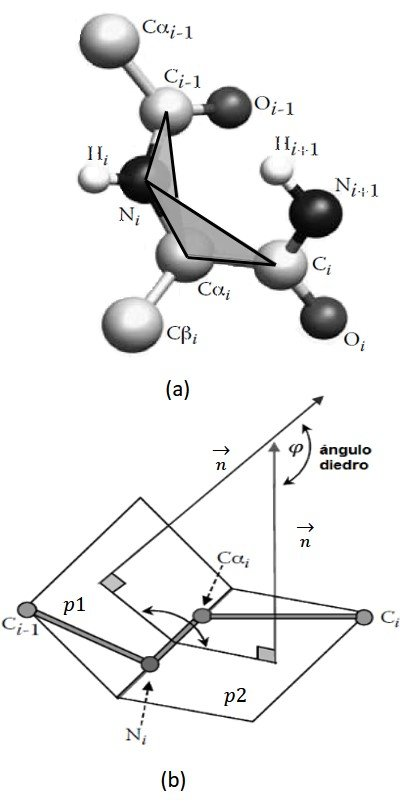 Cαi-1
Ci-1
Oi-1
Hi
Hi+1
Ni
Ni+1
Cαi
Ci
Cβi
Oi
(a)
n
φ ángulo
diedro
n
Cαi
p1
Ci-1
Ci
p2
Ni
(b)